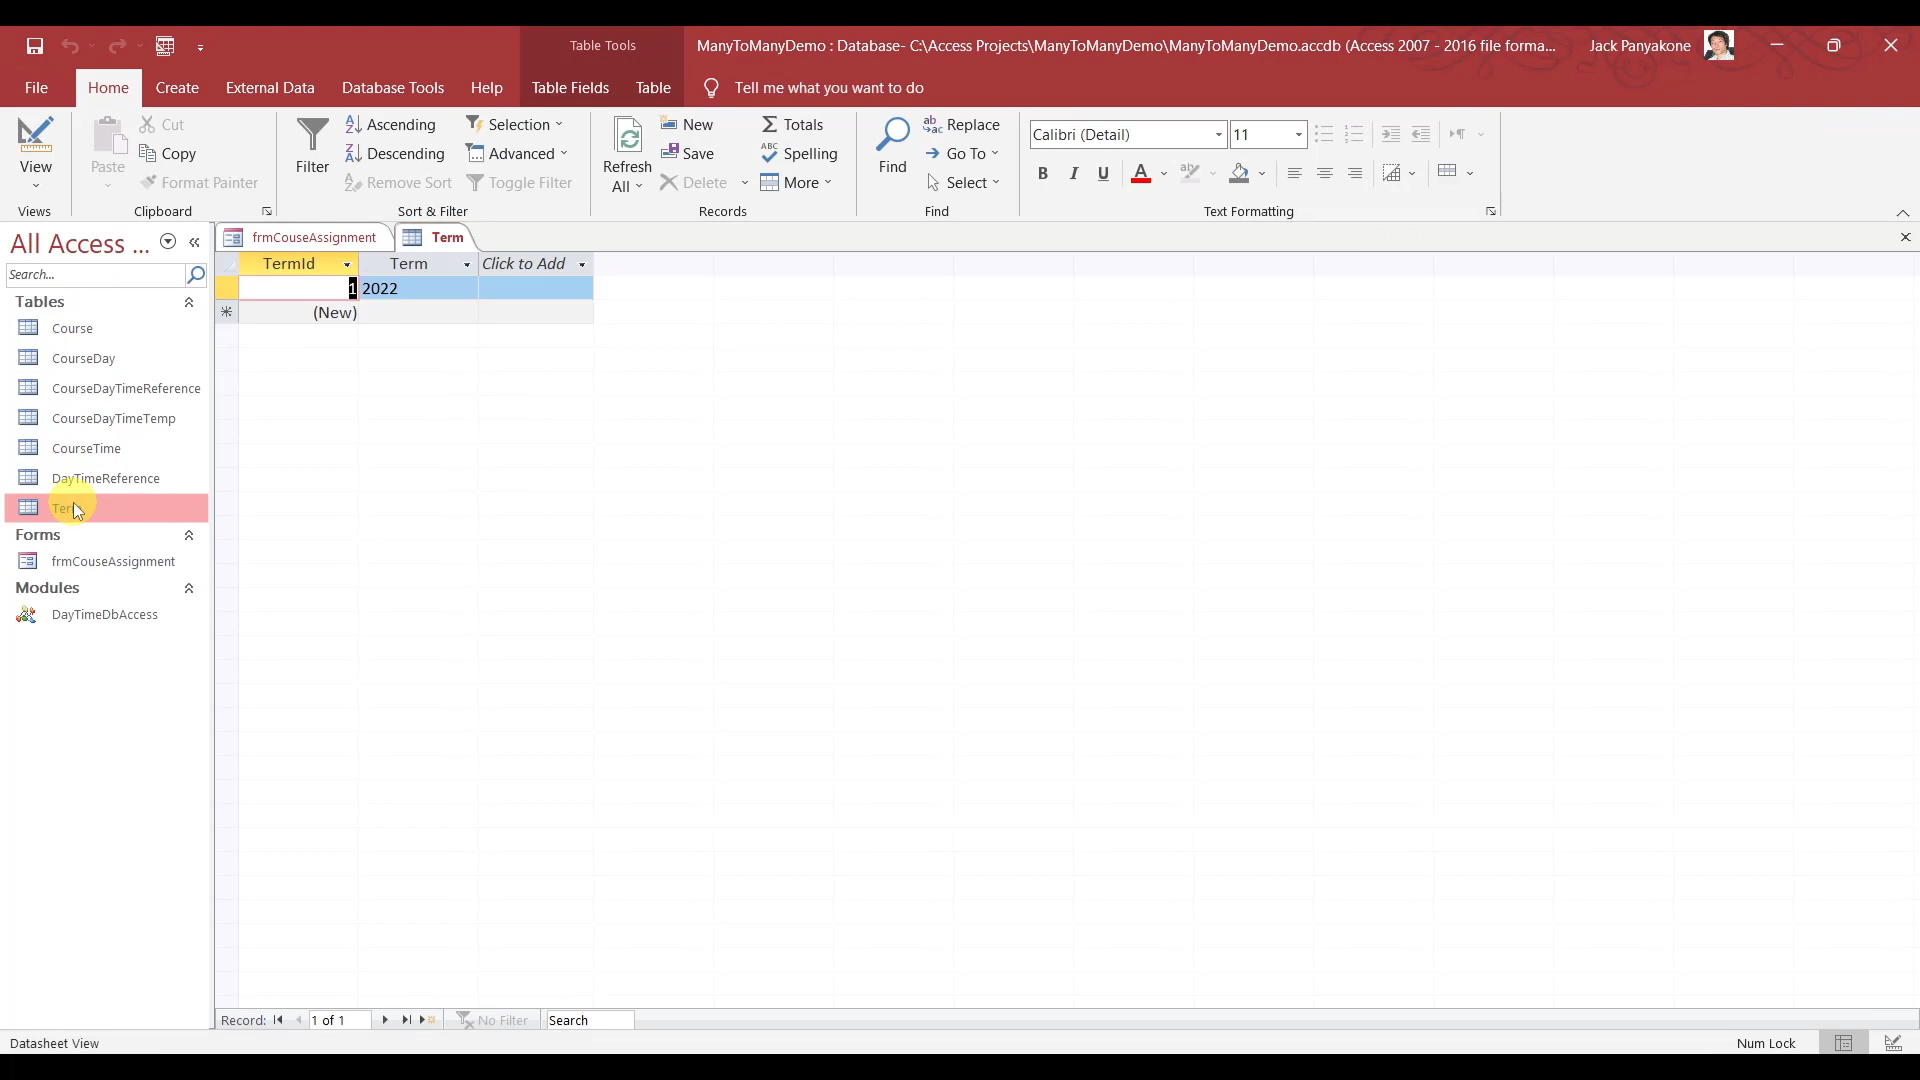 Table Tools
ManyToManyDemo : Database- C:\Access Projects\ManyToManyDemo\ManyToManyDemo.accdb (Access 2007 - 2016 file forma...
Jack Panyakone
File Home Create External Data Database Tools Help Table Fields Table Tell me what you want to do
View
Views
Paste
Cut
Copy
Format Painter
Clipboard
Filter
Ascending
Descending
Remove Sort
Selection
Advanced
Toggle Filter
Sort & Filter
Refresh
All
New
Save
Delete
Totals
Spelling
More
Records
Find
Replace
Go To
Select
Find
Calibri (Detail)
11
B I U A
Text Formatting
All Access ...
Search...
Tables
Course
CourseDay
CourseDayTimeReference
CourseDayTimeTemp
CourseTime
DayTimeReference
Forms
frmCouseAssignment
Modules
DayTimeDbAccess
frmCouseAssignment
Term
TermId Term Click to Add
1 2022
(New)
Record: 1 of 1 No Filter Search
Datasheet View
Num Lock